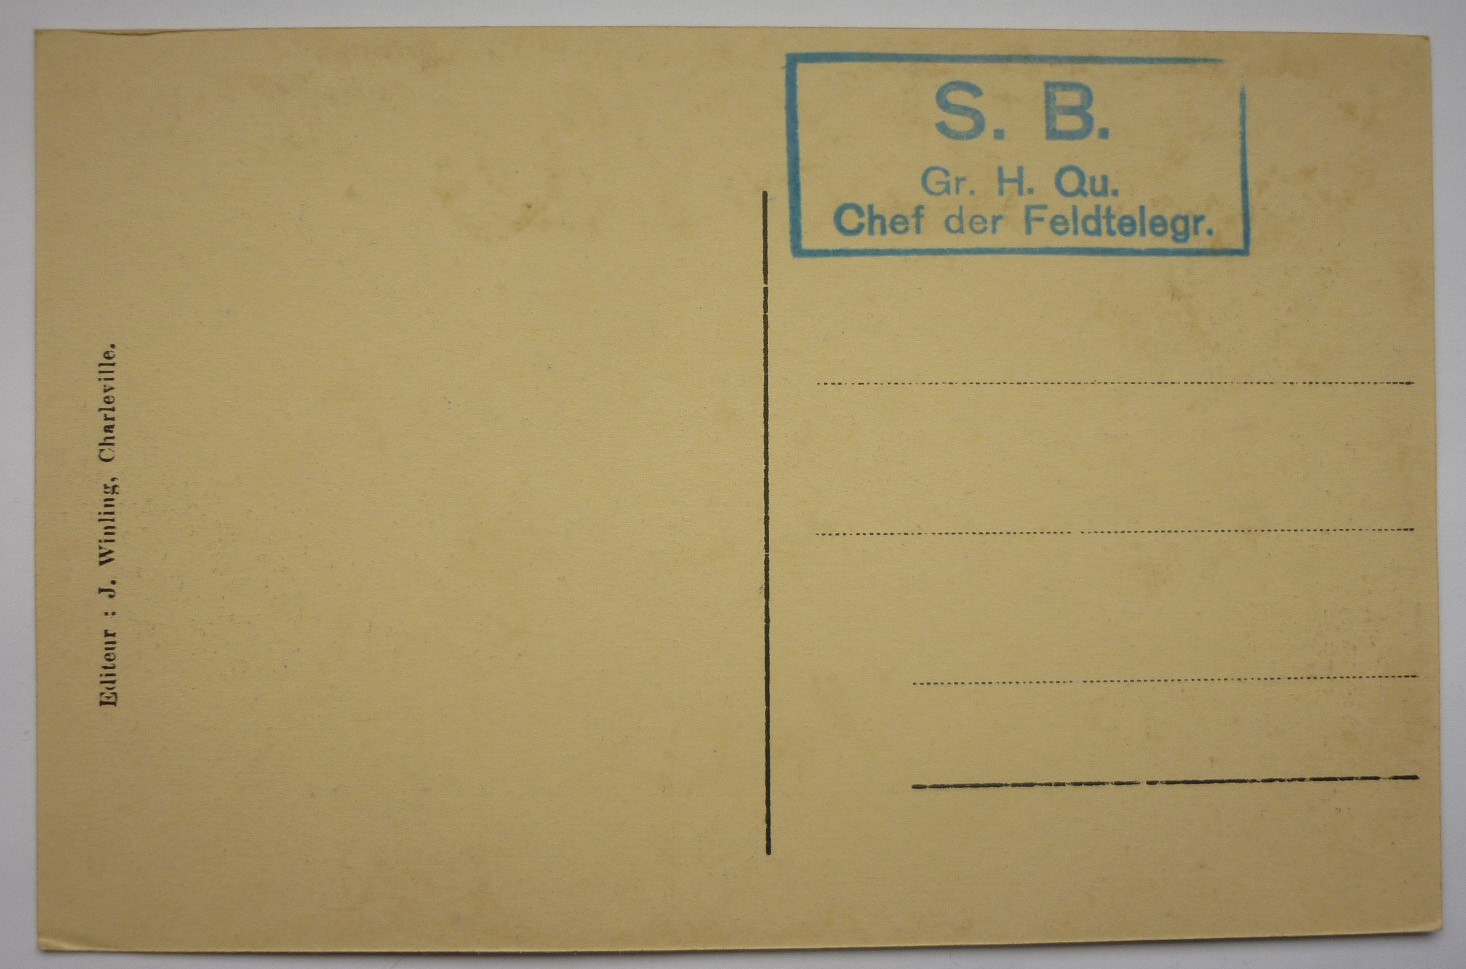 S. B.
Gr. H. Qu.
Chef der Feldtelegr.
Editeur : J. Winling, Charleville.